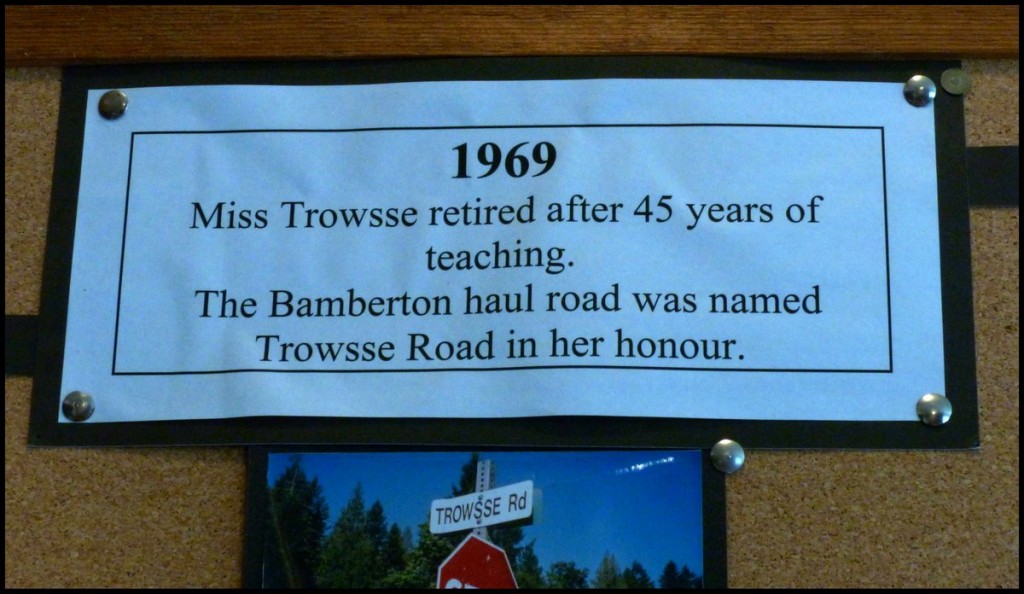 1969
Miss Trowsse retired after 45 years of
teaching.
The Bamberton haul road was named
Trowsse Road in her honour.
TROWSSE Rd